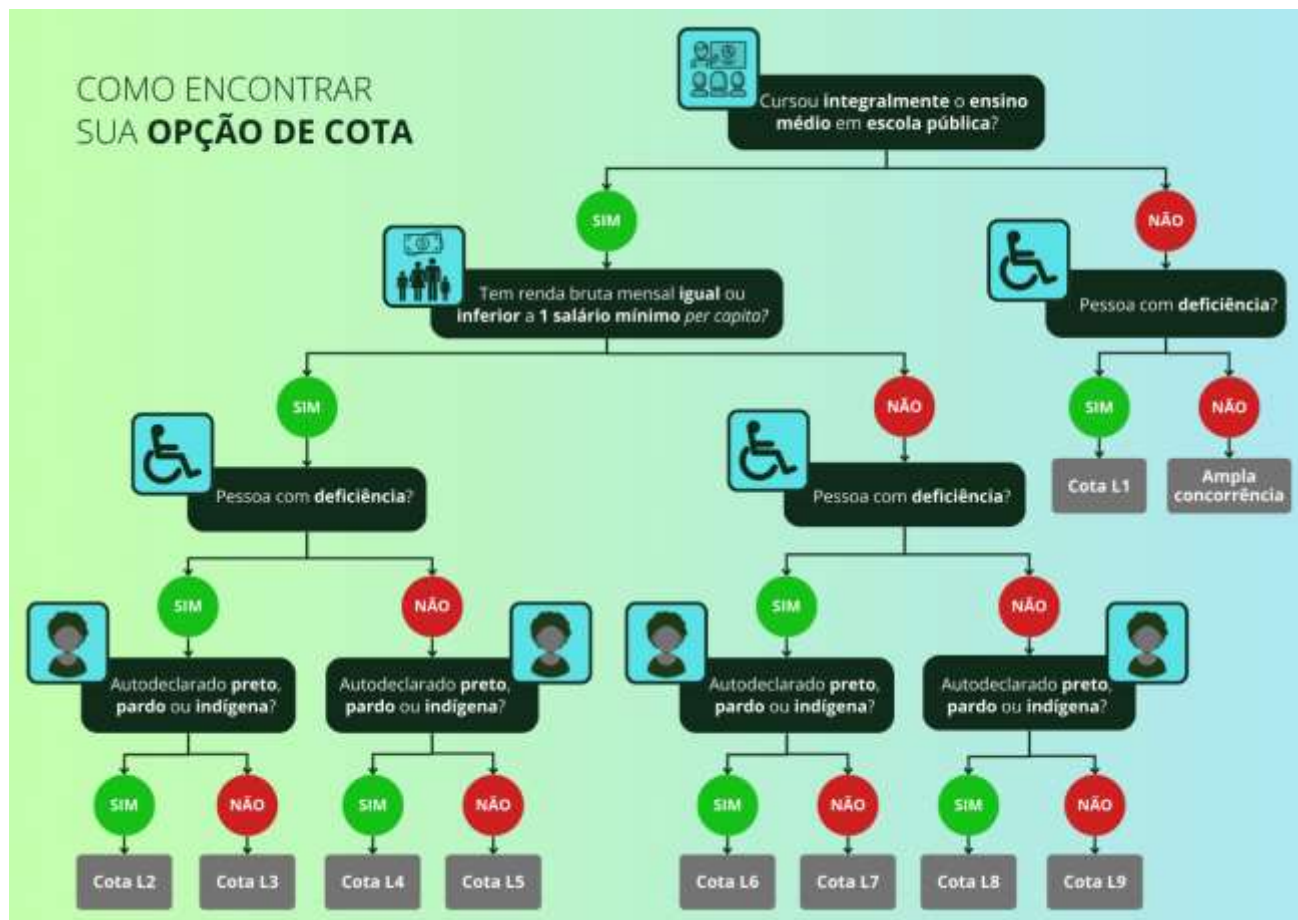 COMO ENCONTRAR
SUA OPÇÃO DE COTA
Cursou integralmente o ensino
médio em escola pública?
SIM
NÃO
Tem renda bruta mensal igual ou
inferior a 1 salário mínimo per capita?
Pessoa com deficiência?
SIM
NÃO
SIM
NÃO
Cota L1
Ampla
concorrência
Pessoa com deficiência?
Pessoa com deficiência?
SIM
NÃO
SIM
NÃO
Autodeclarado preto,
pardo ou indígena?
Autodeclarado preto,
pardo ou indígena?
Autodeclarado preto,
pardo ou indígena?
Autodeclarado preto,
pardo ou indígena?
SIM
NÃO
SIM
NÃO
SIM
NÃO
SIM
NÃO
Cota L2
Cota L3
Cota L4
Cota L5
Cota L6
Cota L7
Cota L8
Cota L9